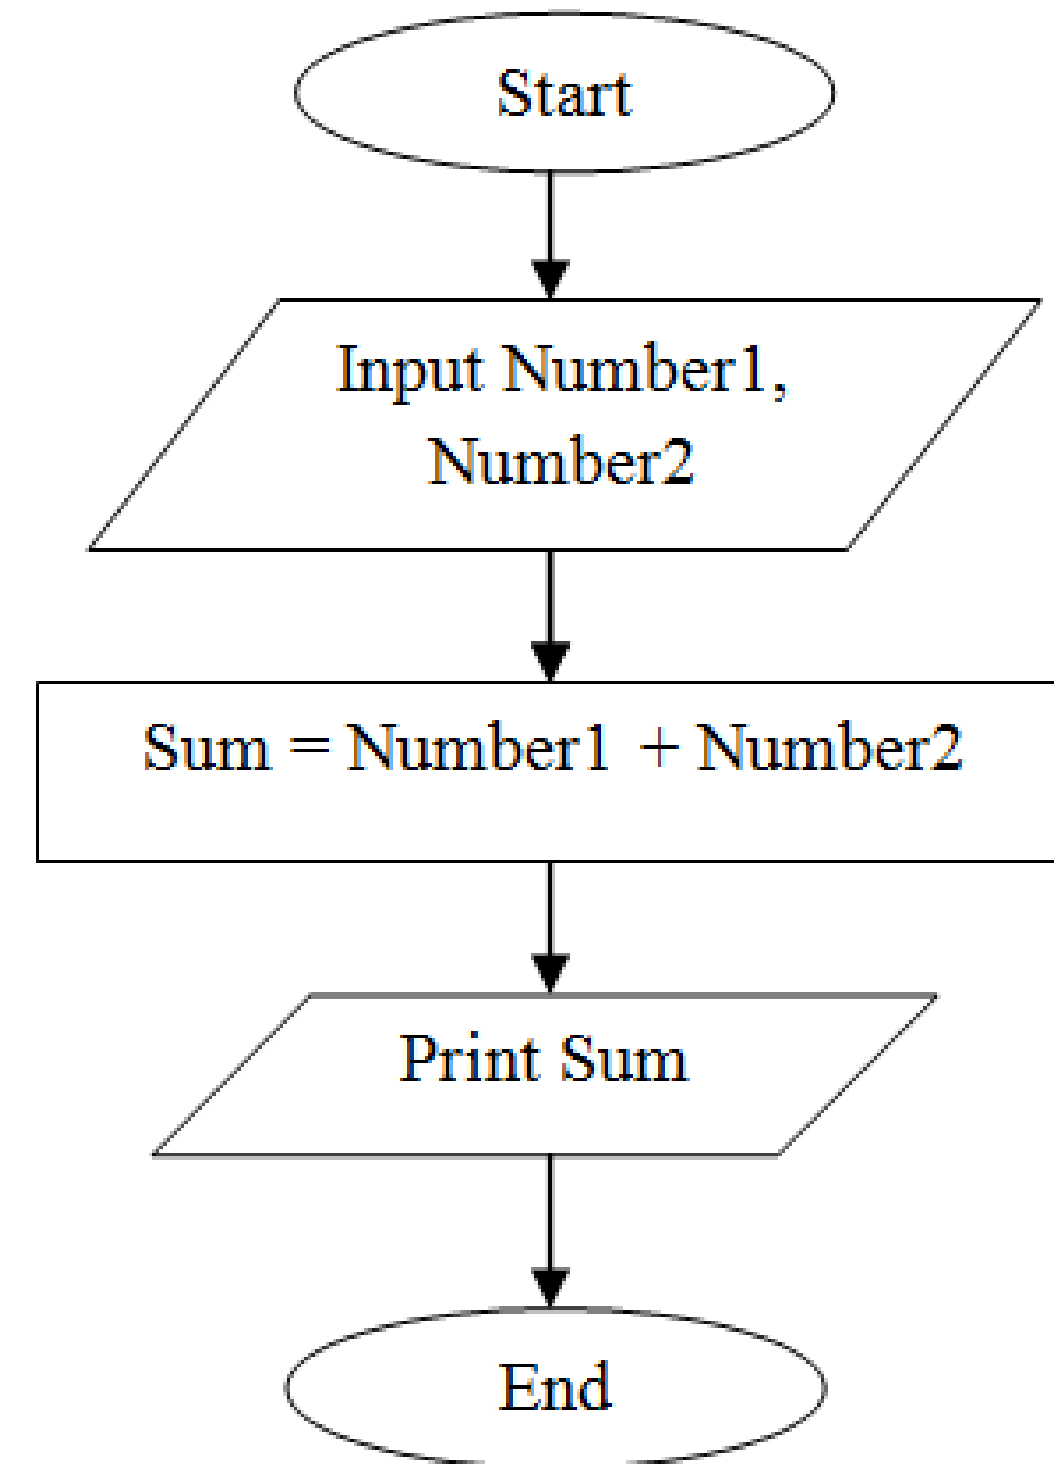 Start
Input Number1,
Number2
Sum = Number1 + Number2
Print Sum
End